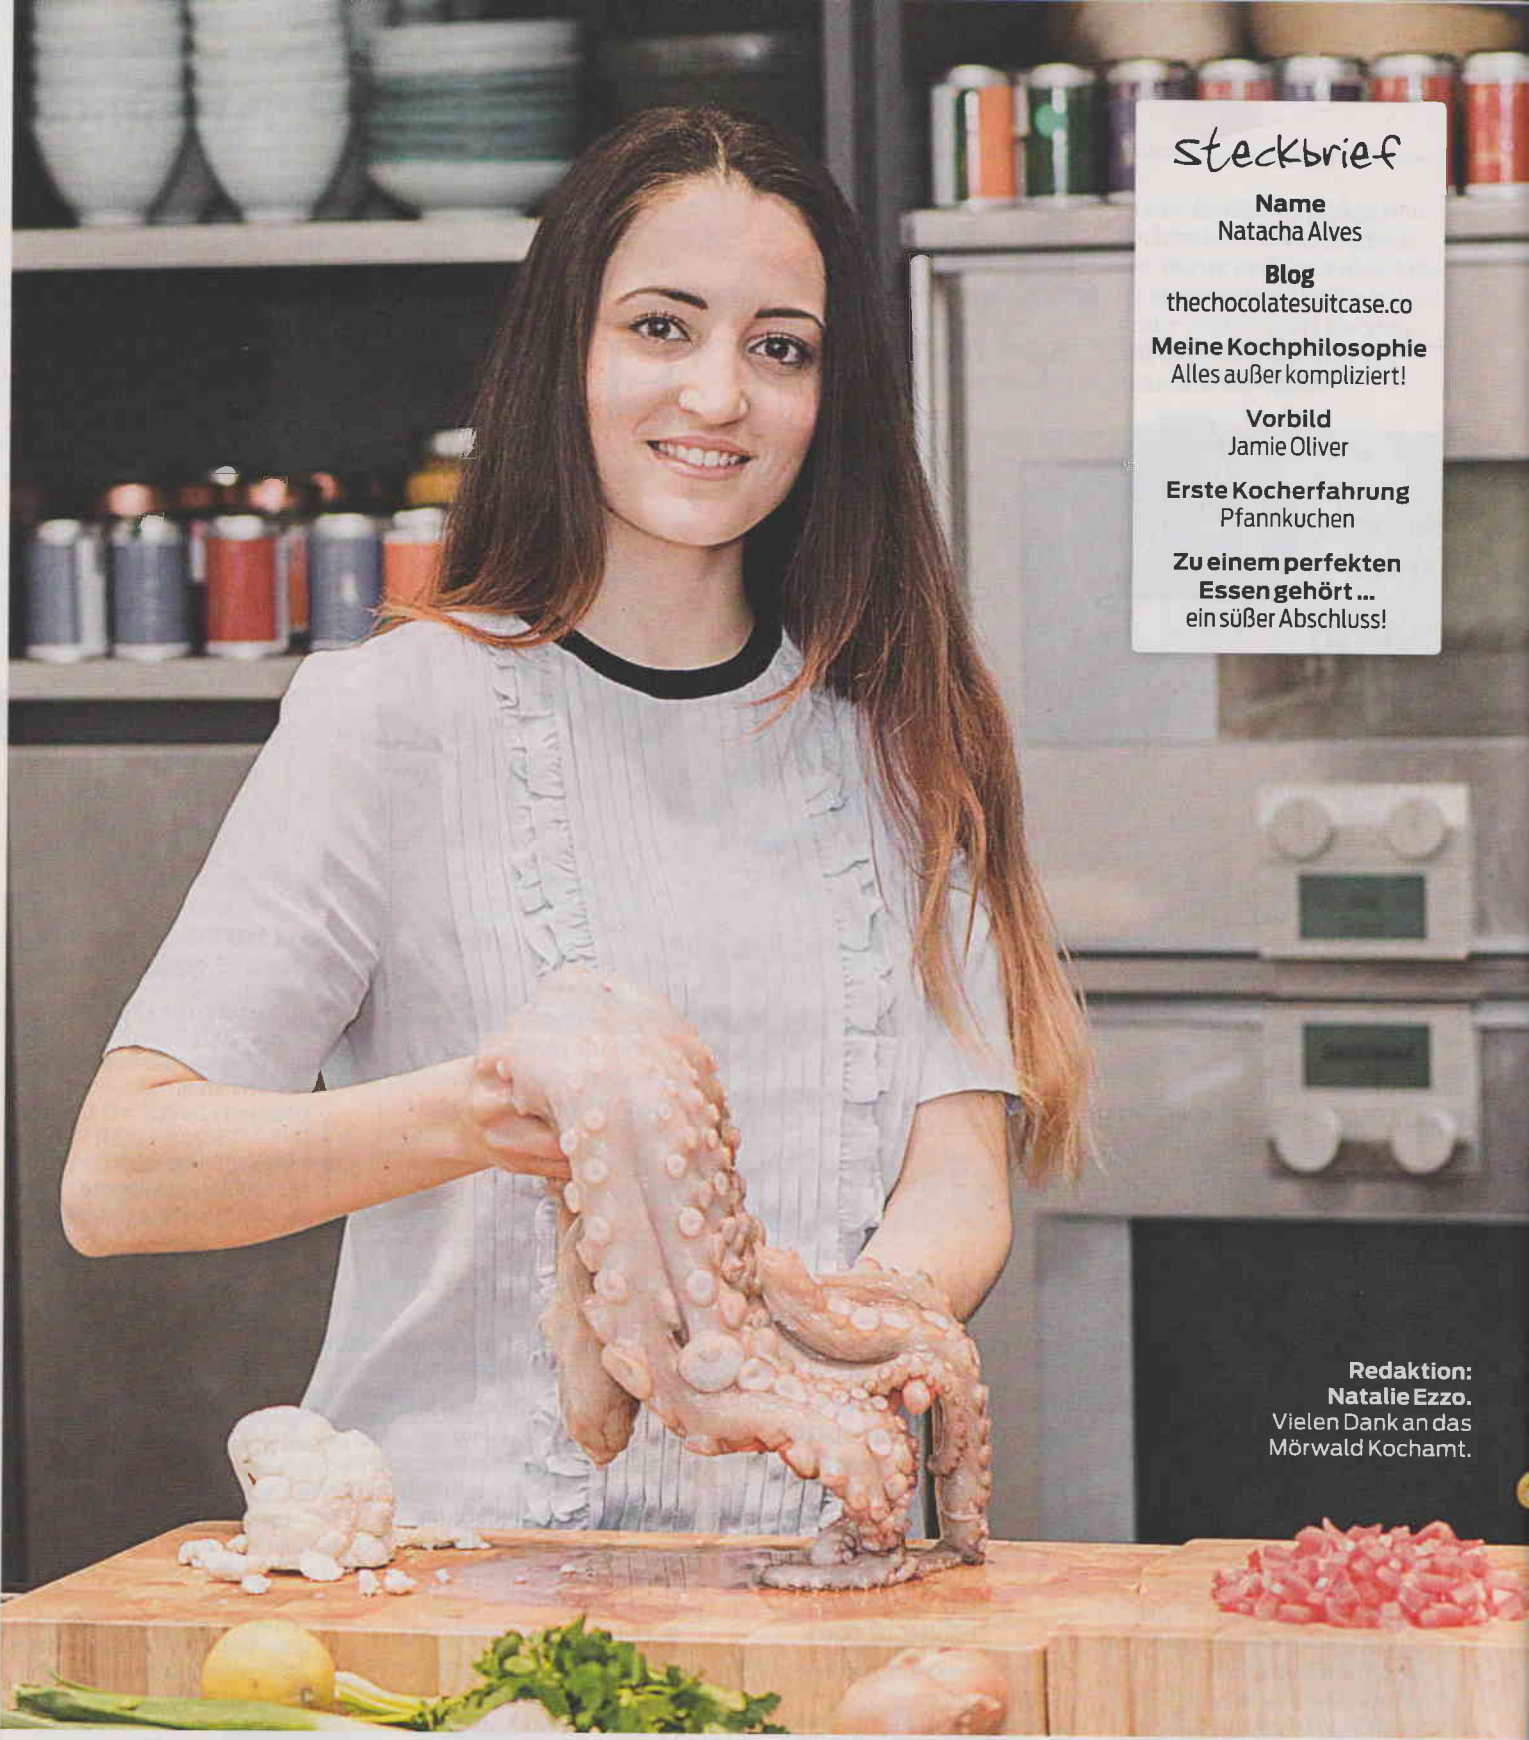 steckbrief
Name
Natacha Alves
Blog
thechocolatesuitcase.co
Meine Kochphilosophie
Alles außer kompliziert!
Vorbild
Jamie Oliver
Erste Kocherfahrung
Pfannkuchen
Zu einem perfekten
Essen gehört ...
ein süßer Abschluss!
Redaktion:
Natalie Ezzo.
Vielen Dank an das
Mörwald Kochamt.